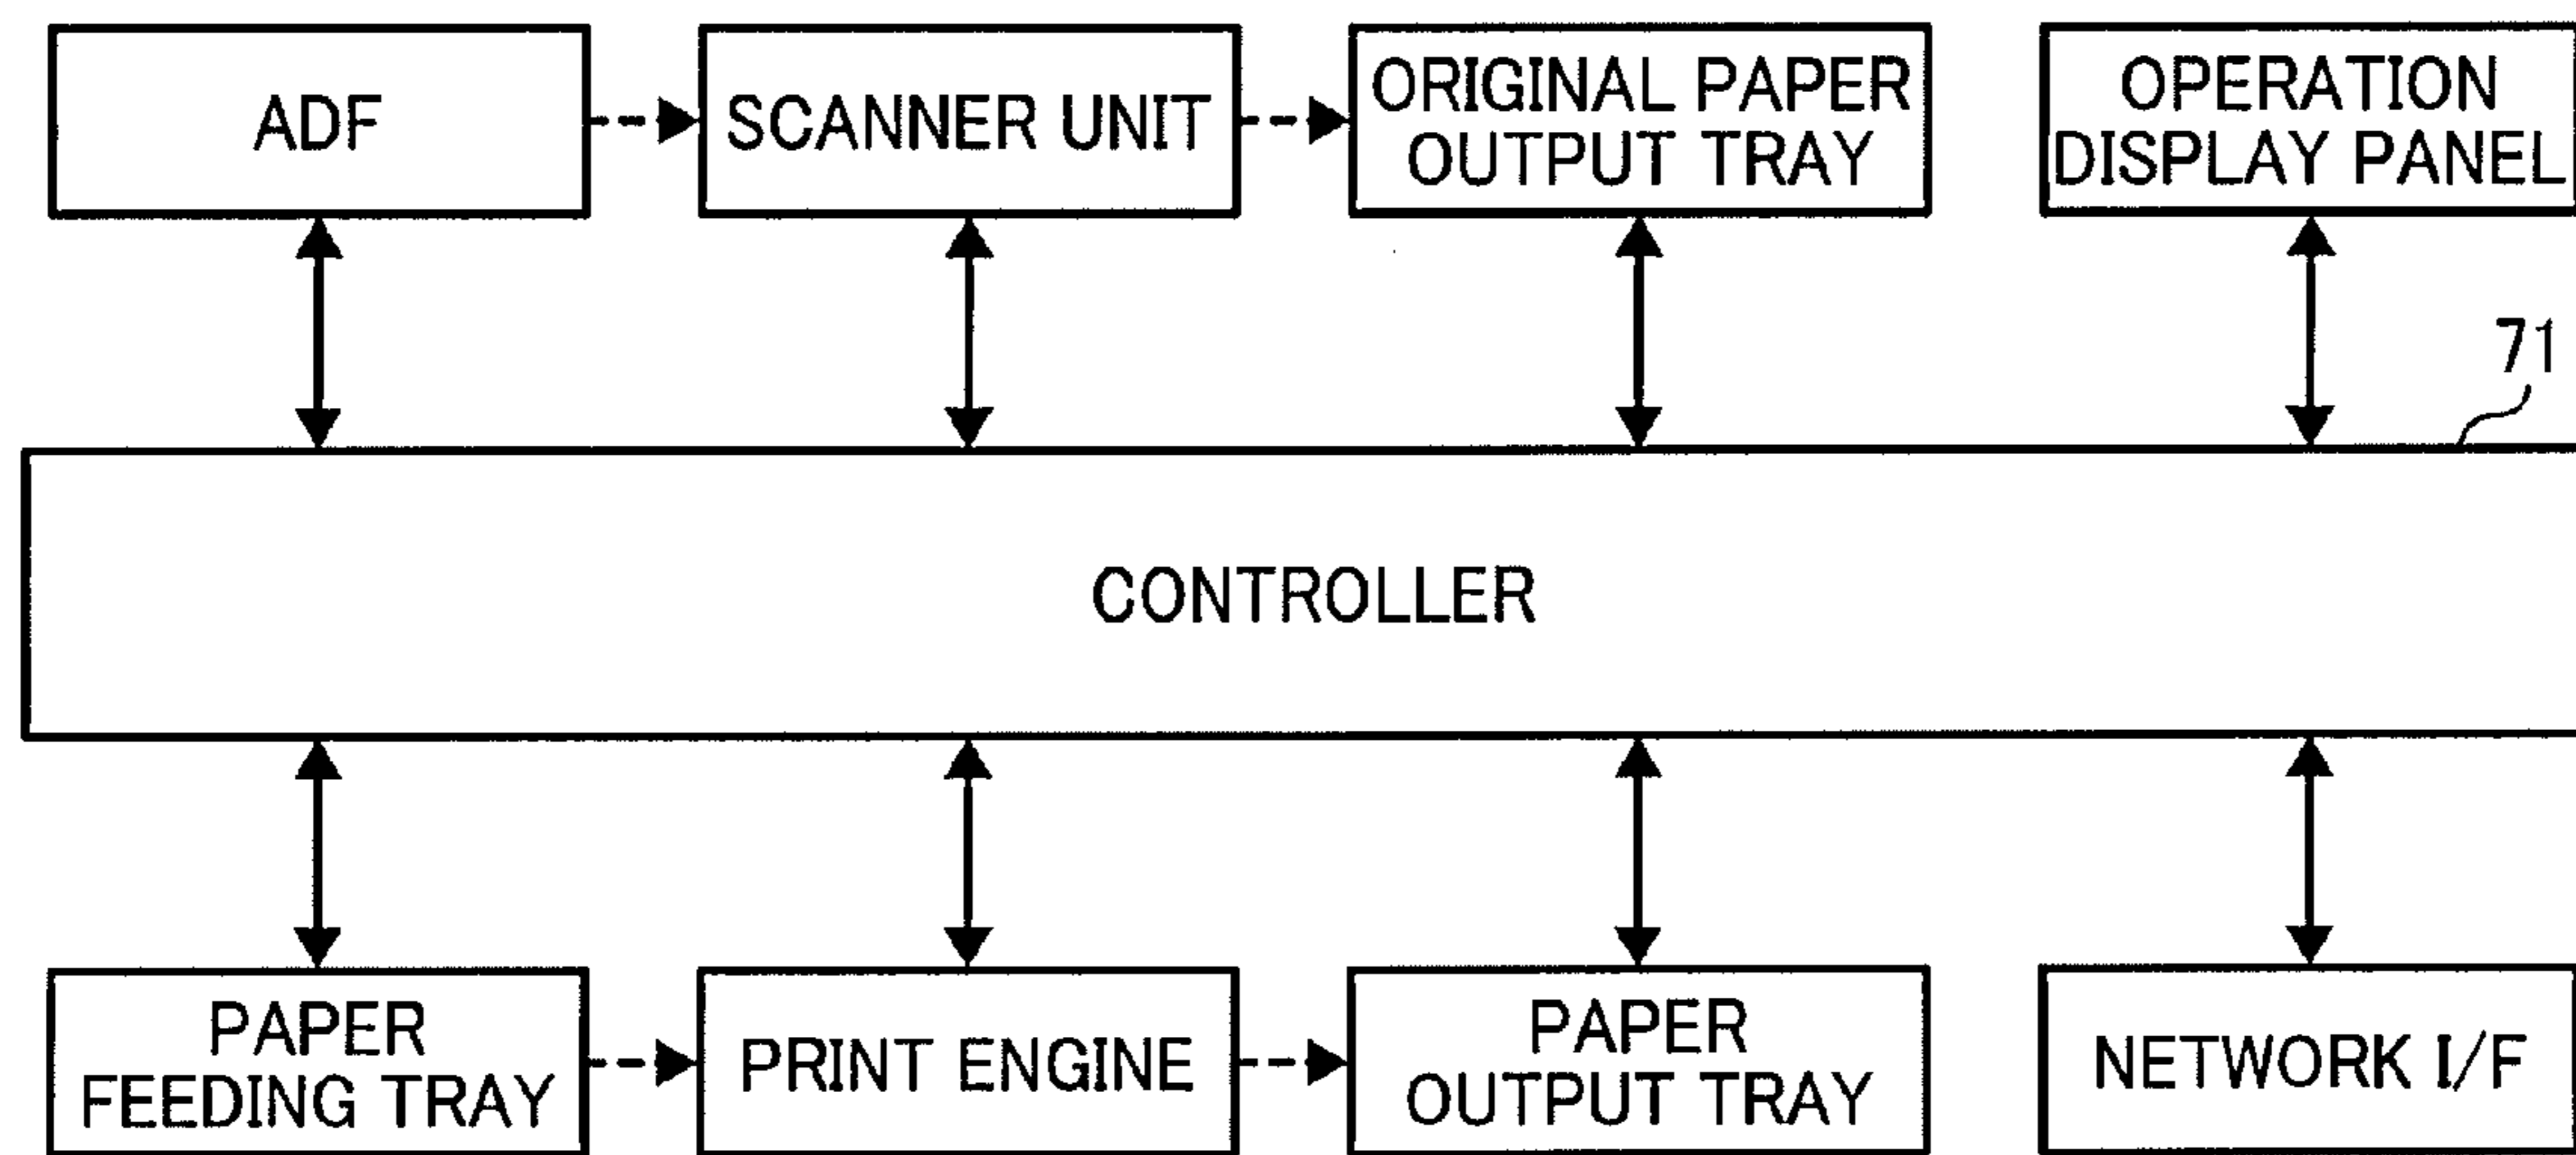 ADF
SCANNER UNIT
ORIGINAL PAPER
OUTPUT TRAY
OPERATION
DISPLAY PANEL
71
CONTROLLER
PAPER
FEEDING TRAY
PRINT ENGINE
PAPER
OUTPUT TRAY
NETWORK I/F